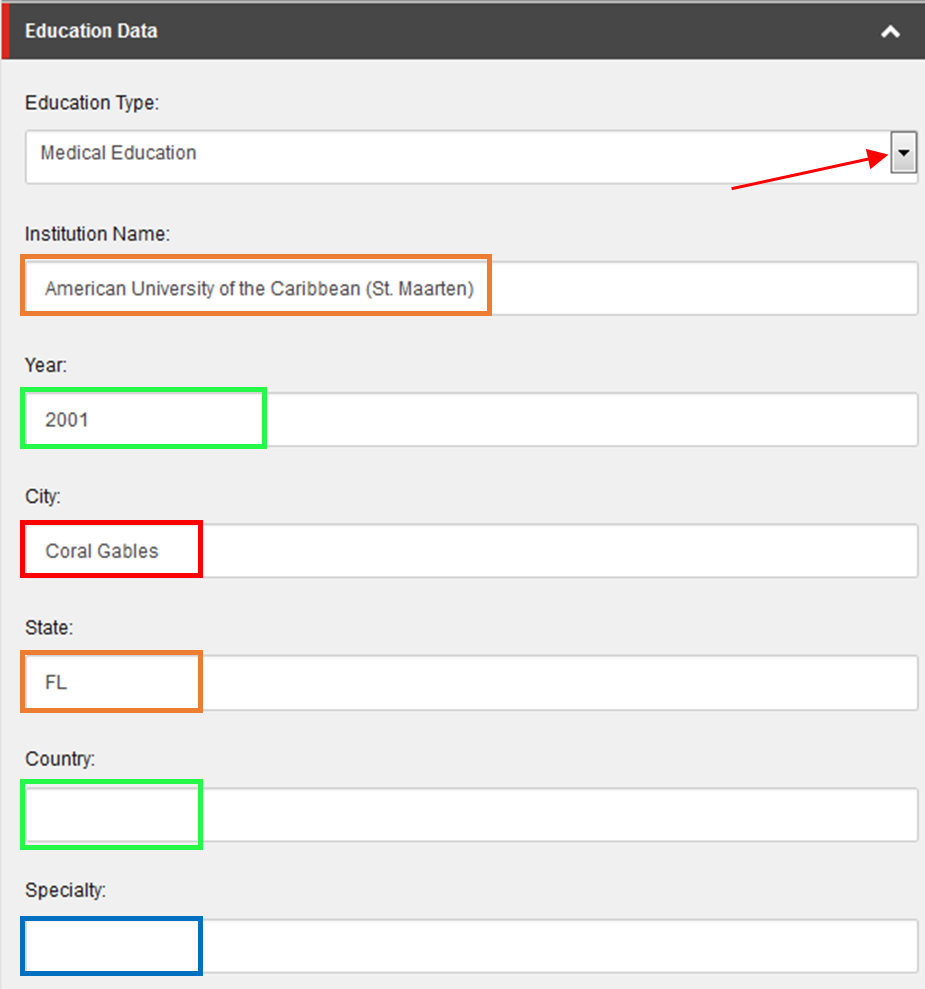 Education Data
Education Type:
Medical Education
Institution Name:
American University of the Caribbean (St. Maarten)
Year:
2001
City:
Coral Gables
State:
FL
Country:
Specialty: